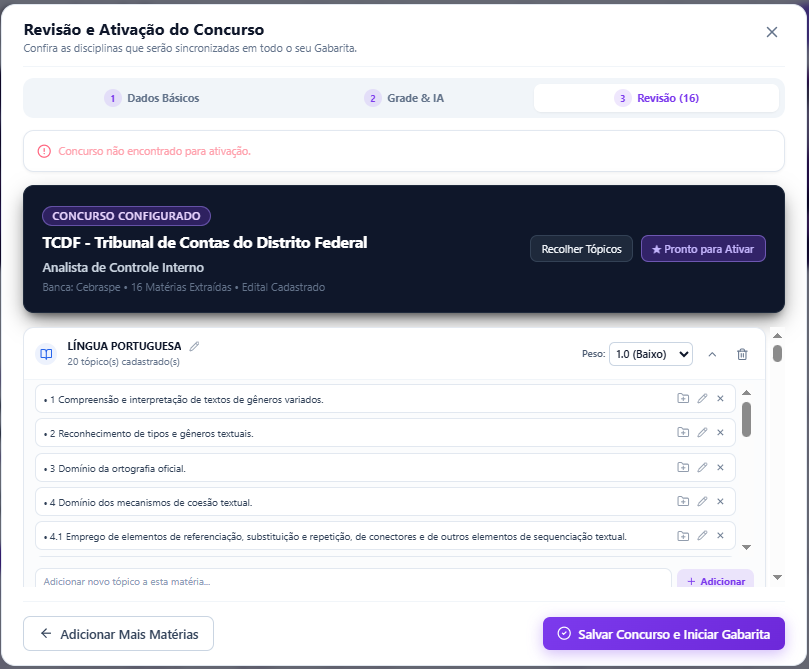 Revisão e Ativação do Concurso
Confira as disciplinas que serão sincronizadas em todo o seu Gabarita.
1 Dados Básicos
2 Grade & IA
3 Revisão (16)
Concurso não encontrado para ativação.
CONCURSO CONFIGURADO
TCDF - Tribunal de Contas do Distrito Federal
Analista de Controle Interno
Banca: Cebraspe • 16 Matérias Extraídas • Edital Cadastrado
Recolher Tópicos
★ Pronto para Ativar
LÍNGUA PORTUGUESA
20 tópico(s) cadastrado(s)
Peso: 1.0 (Baixo)
• 1 Compreensão e interpretação de textos de gêneros variados.
• 2 Reconhecimento de tipos e gêneros textuais.
• 3 Domínio da ortografia oficial.
• 4 Domínio dos mecanismos de coesão textual.
• 4.1 Emprego de elementos de referenciação, substituição e repetição, de conectores e de outros elementos de sequenciação textual.
Adicionar novo tópico a esta matéria...
+ Adicionar
← Adicionar Mais Matérias
Salvar Concurso e Iniciar Gabarita